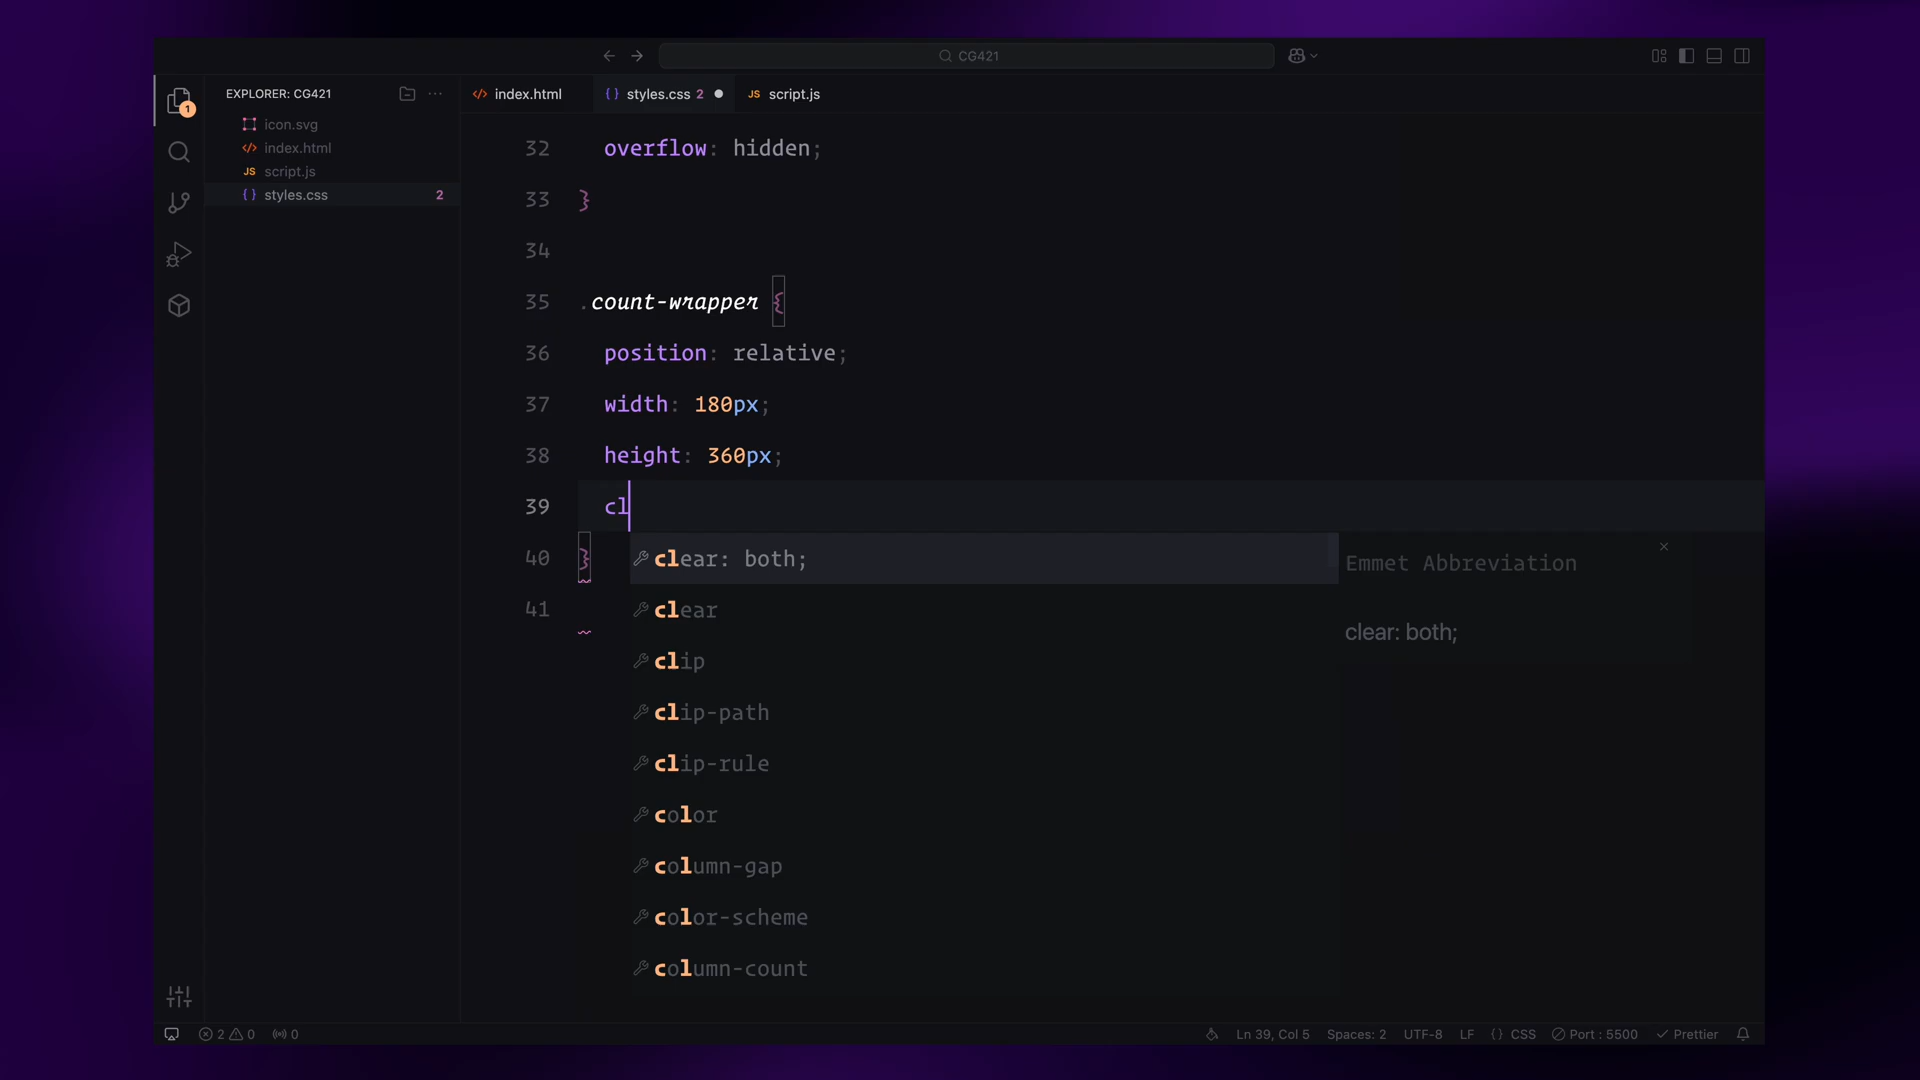 CG421
EXPLORER: CG421
1
icon.svg
index.html
script.js
styles.css 2
index.html
styles.css 2
script.js
32 overflow: hidden;
33 }
34
35 .count-wrapper {
36 position: relative;
37 width: 180px;
38 height: 360px;
39 cl
40 }
41
clear: both;
clear
clip
clip-path
clip-rule
color
column-gap
color-scheme
column-count
Emmet Abbreviation
clear: both;
2 0 0
Ln 39, Col 5 Spaces: 2 UTF-8 LF {} CSS Port : 5500 Prettier